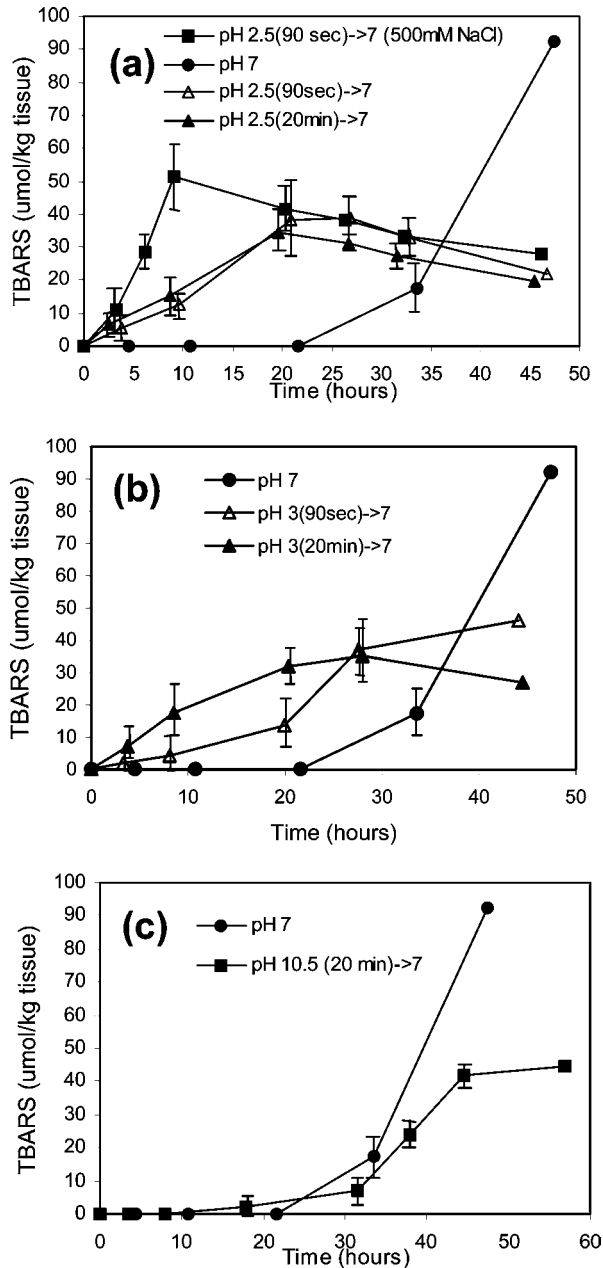 (a)
pH 2.5(90 sec)->7 (500mM NaCl)
pH 7
pH 2.5(90sec)->7
pH 2.5(20min)->7
TBARS (umol/kg tissue)
100
90
80
70
60
50
40
30
20
10
0
0 5 10 15 20 25 30 35 40 45 50
Time (hours)
(b)
pH 7
pH 3(90sec)->7
pH 3(20min)->7
TBARS (umol/kg tissue)
100
90
80
70
60
50
40
30
20
10
0
0 10 20 30 40 50
Time (hours)
(c)
pH 7
pH 10.5 (20 min)->7
TBARS (umol/kg tissue)
100
90
80
70
60
50
40
30
20
10
0
0 10 20 30 40 50 60
Time (hours)